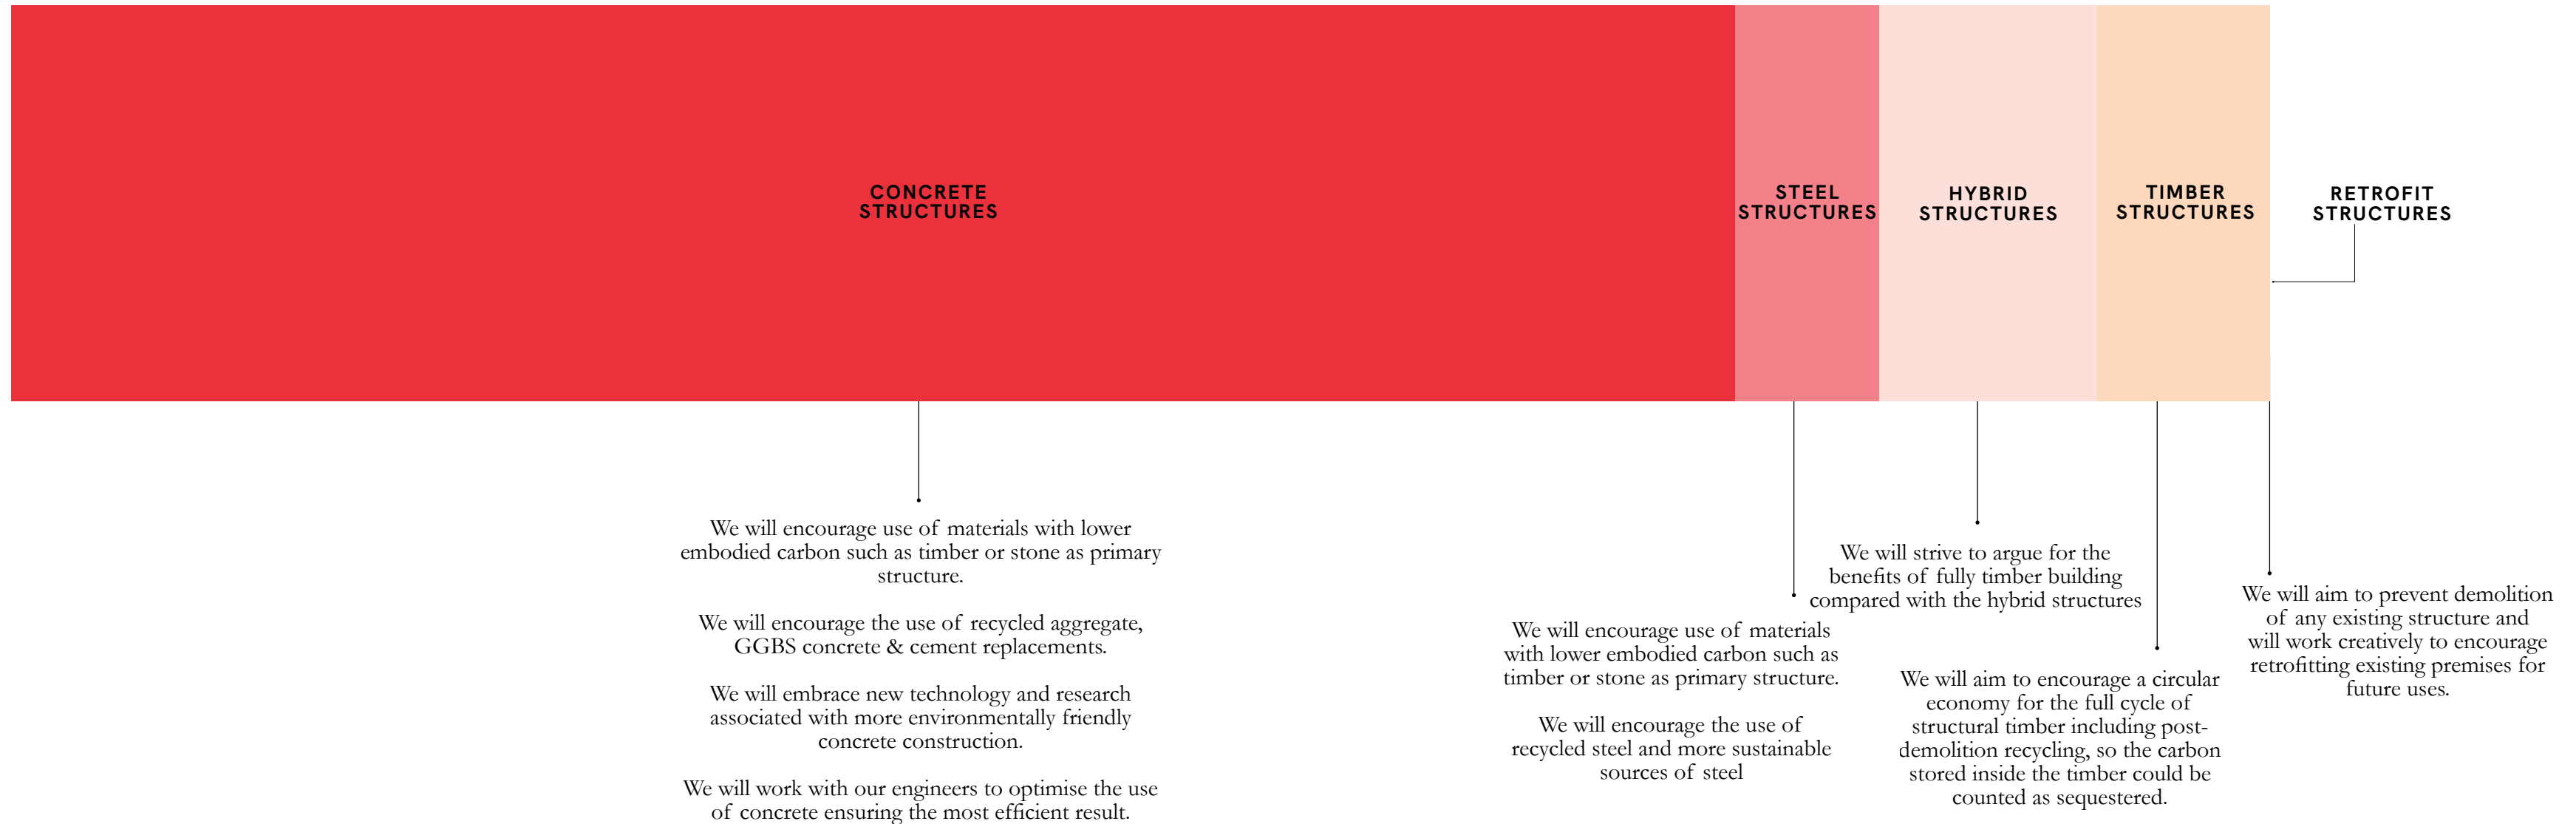 CONCRETE
STRUCTURES
STEEL
STRUCTURES
HYBRID
STRUCTURES
TIMBER
STRUCTURES
RETROFIT
STRUCTURES
We will encourage use of materials with lower
embodied carbon such as timber or stone as primary
structure.
We will encourage the use of recycled aggregate,
GGBS concrete & cement replacements.
We will embrace new technology and research
associated with more environmentally friendly
concrete construction.
We will work with our engineers to optimise the use
of concrete ensuring the most efficient result.
We will encourage use of materials
with lower embodied carbon such as
timber or stone as primary structure.
We will encourage the use of
recycled steel and more sustainable
sources of steel
We will strive to argue for the
benefits of fully timber building
compared with the hybrid structures
We will aim to encourage a circular
economy for the full cycle of
structural timber including post-
demolition recycling, so the carbon
stored inside the timber could be
counted as sequestered.
We will aim to prevent demolition
of any existing structure and
will work creatively to encourage
retrofitting existing premises for
future uses.